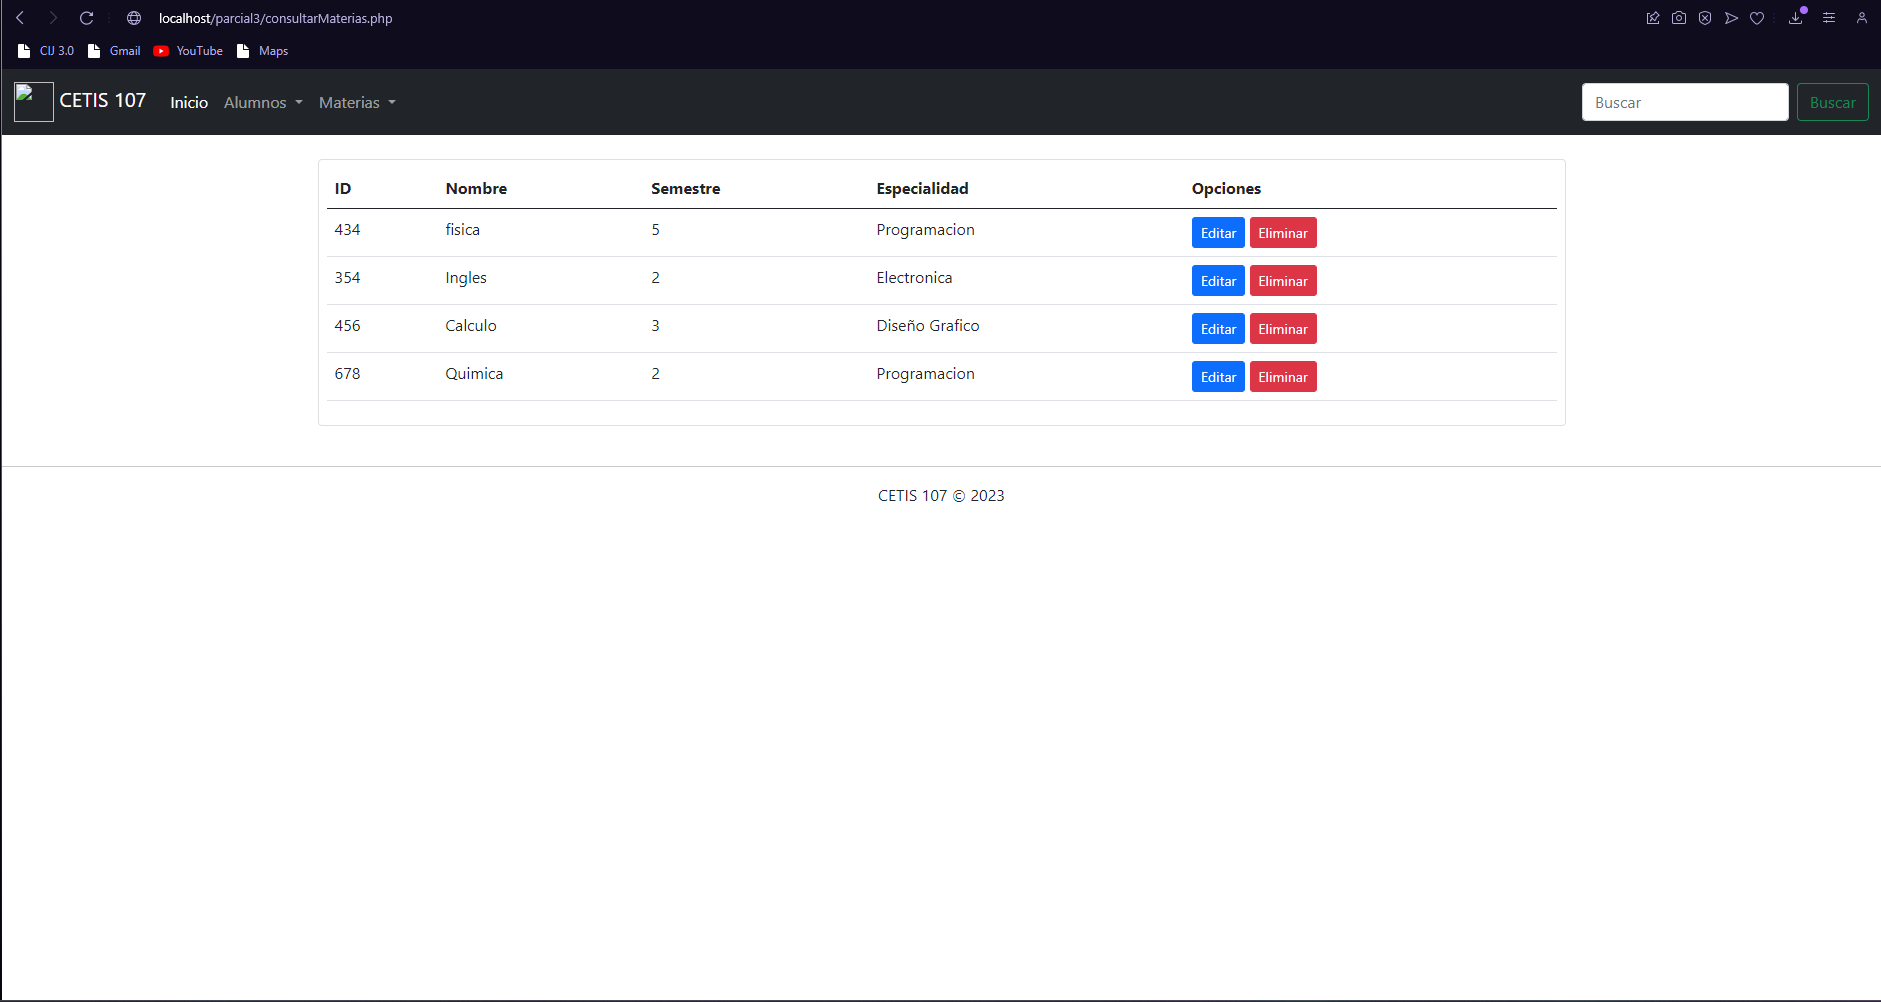 localhost/parcial3/consultarMaterias.php
CIJ 3.0 Gmail YouTube Maps
CETIS 107 Inicio Alumnos Materias Buscar Buscar
ID Nombre Semestre Especialidad Opciones
434 fisica 5 Programacion Editar Eliminar
354 Ingles 2 Electronica Editar Eliminar
456 Calculo 3 Diseño Grafico Editar Eliminar
678 Quimica 2 Programacion Editar Eliminar
CETIS 107 © 2023